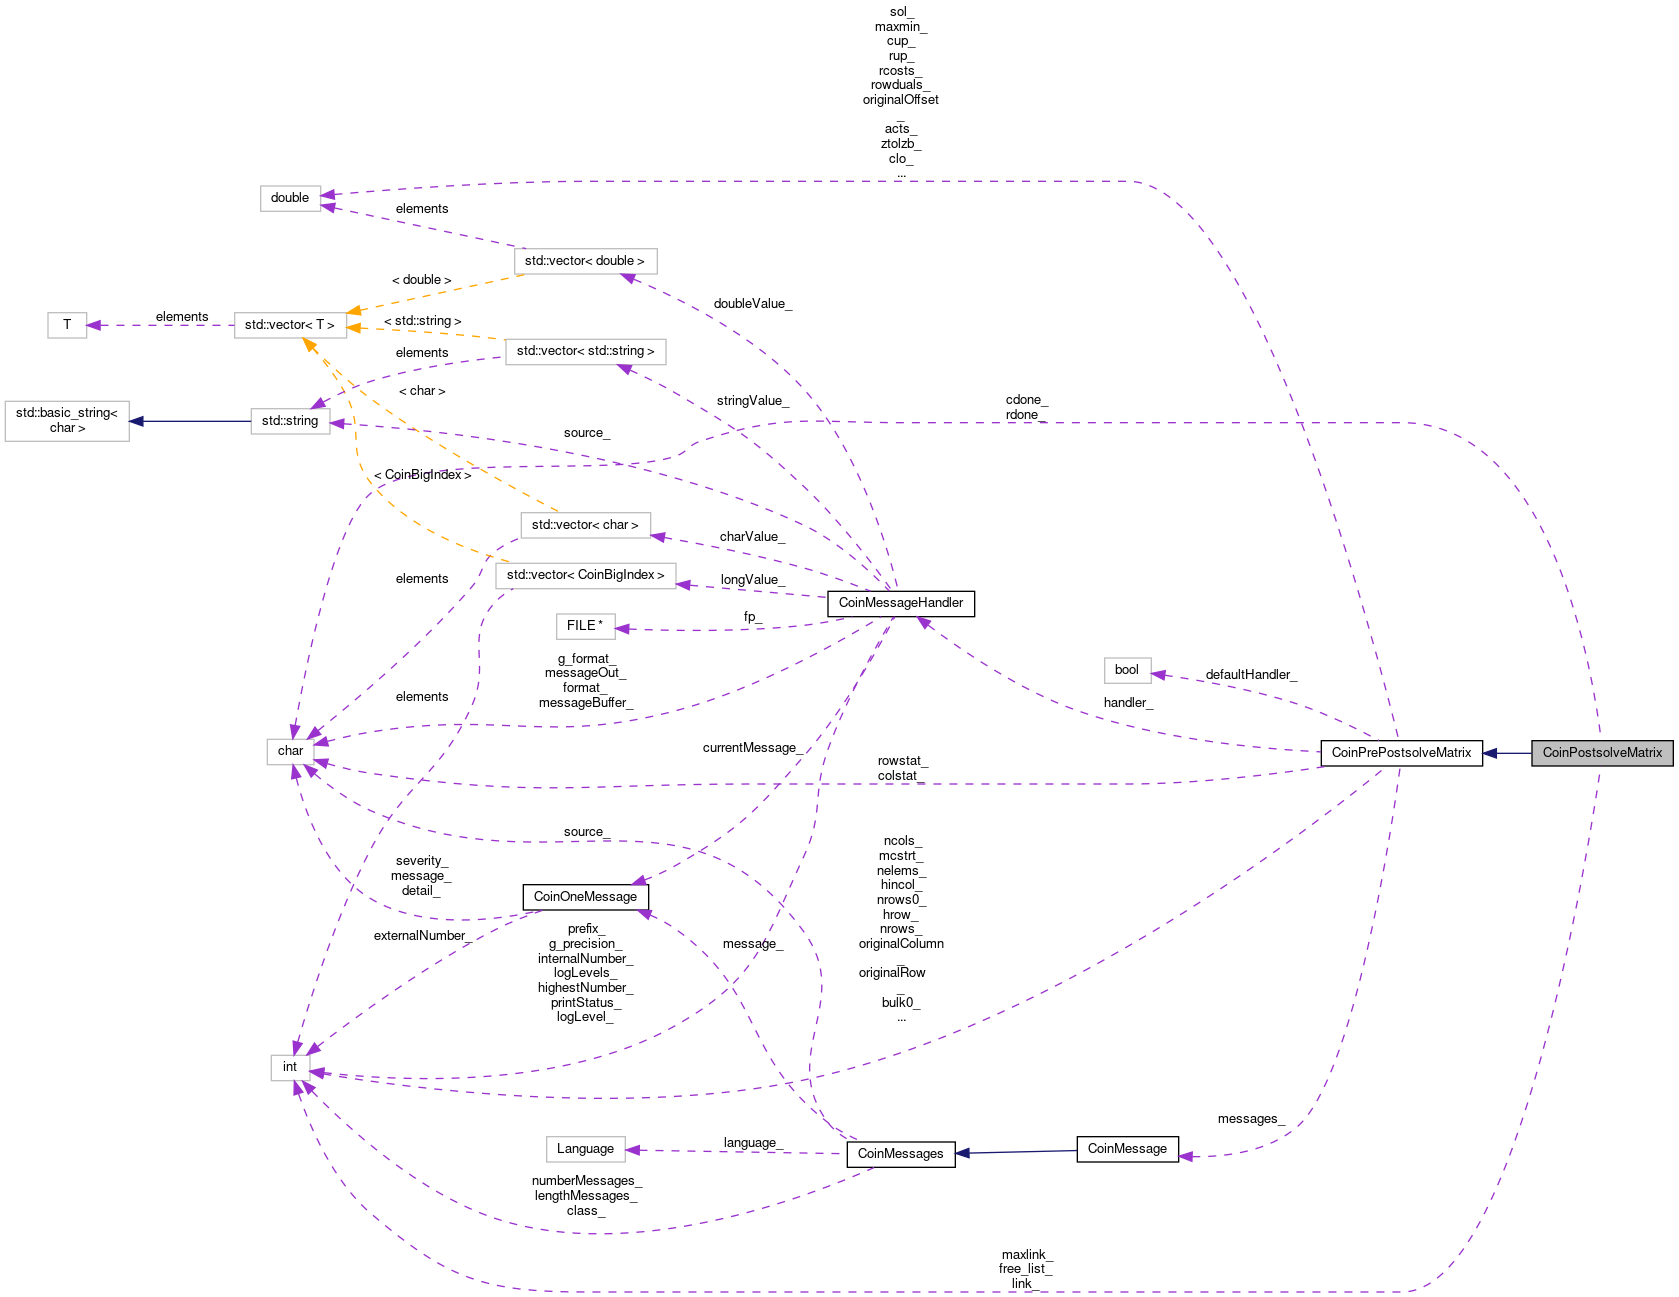 sol_
maxmin_
cup_
rup_
rcosts_
rowduals_
originalOffset
_
acts_
ztolzb_
clo_
...
double
elements
std::vector< double >
< double >
doubleValue_
T
elements
std::vector< T >
< std::string >
std::vector< std::string >
elements
< char >
stringValue_
cdone_
rdone_
std::basic_string<
char >
std::string
source_
< CoinBigIndex >
std::vector< char >
charValue_
elements
std::vector< CoinBigIndex >
longValue_
CoinMessageHandler
FILE *
fp_
g_format_
messageOut_
format_
messageBuffer_
elements
bool
defaultHandler_
handler_
char
currentMessage_
rowstat_
colstat_
CoinPrePostsolveMatrix
CoinPostsolveMatrix
source_
severity_
message_
detail_
CoinOneMessage
externalNumber_
prefix_
g_precision_
internalNumber_
logLevels_
highestNumber_
printStatus_
logLevel_
message_
ncols_
mcstrt_
nelems_
hincol_
nrows0_
hrow_
nrows_
originalColumn
_
originalRow
_
bulk0_
...
int
messages_
Language
language_
CoinMessages
CoinMessage
numberMessages_
lengthMessages_
class_
maxlink_
free_list_
link_